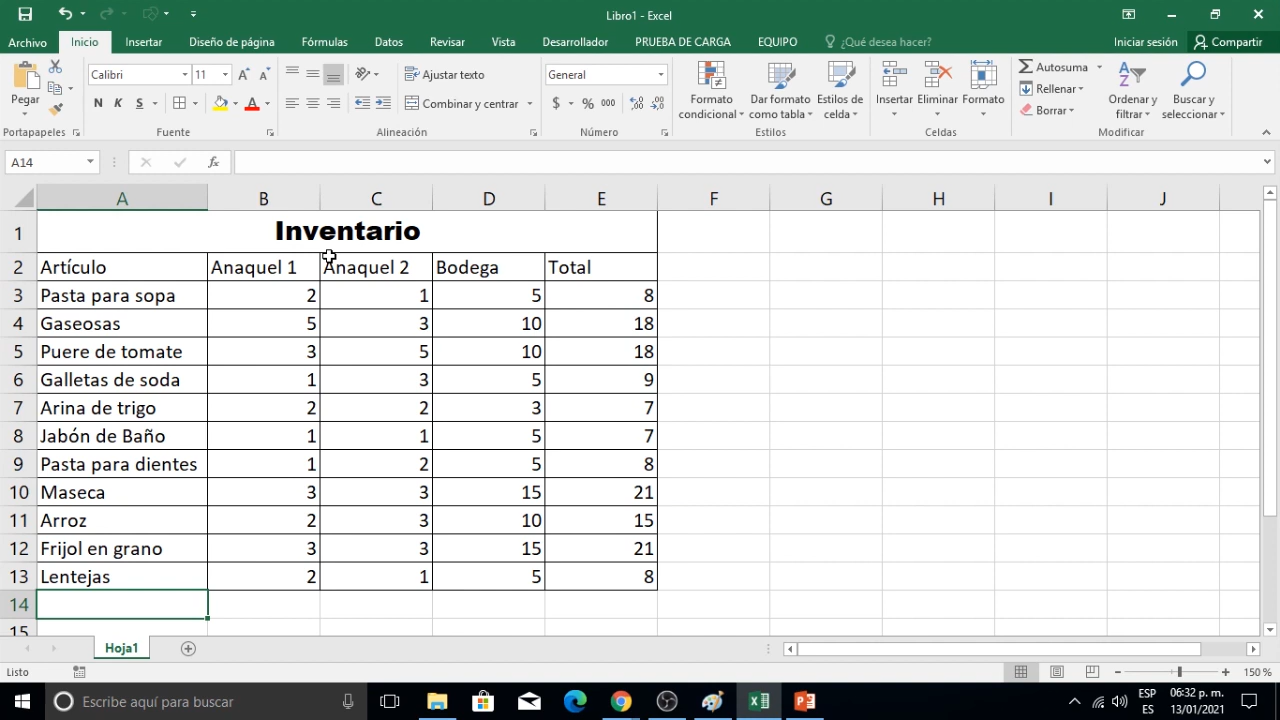 Libro1 - Excel
Archivo Inicio Insertar Diseño de página Fórmulas Datos Revisar Vista Desarrollador PRUEBA DE CARGA EQUIPO ¿Qué desea hacer? Iniciar sesión Compartir
Pegar
Calibri 11
N K S
Ajustar texto
Combinar y centrar
General
$ % 000
Formato condicional
Dar formato como tabla
Estilos de celda
Insertar
Eliminar
Formato
Autosuma
Rellenar
Borrar
Ordenar y filtrar
Buscar y seleccionar
Portapapeles Fuente Alineación Número Estilos Celdas Modificar
A14 fx
A B C D E F G H I J
1 Inventario
2 Artículo Anaquel 1 Anaquel 2 Bodega Total
3 Pasta para sopa 2 1 5 8
4 Gaseosas 5 3 10 18
5 Puere de tomate 3 5 10 18
6 Galletas de soda 1 3 5 9
7 Arina de trigo 2 2 3 7
8 Jabón de Baño 1 1 5 7
9 Pasta para dientes 1 2 5 8
10 Maseca 3 3 15 21
11 Arroz 2 3 10 15
12 Frijol en grano 3 3 15 21
13 Lentejas 2 1 5 8
14
15
Hoja1
Listo 150 %
Escribe aquí para buscar
ESP 06:32 p. m.
ES 13/01/2021